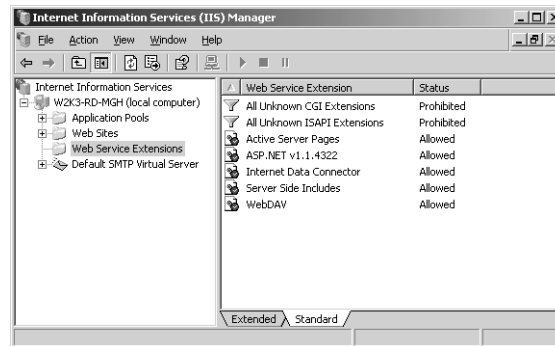 Internet Information Services (IIS) Manager
File Action View Window Help
Internet Information Services
W2K3-RD-MGH (local computer)
Application Pools
Web Sites
Web Service Extensions
Default SMTP Virtual Server
Web Service Extension Status
All Unknown CGI Extensions Prohibited
All Unknown ISAPI Extensions Prohibited
Active Server Pages Allowed
ASP.NET v1.1.4322 Allowed
Internet Data Connector Allowed
Server Side Includes Allowed
WebDAV Allowed
Extended Standard